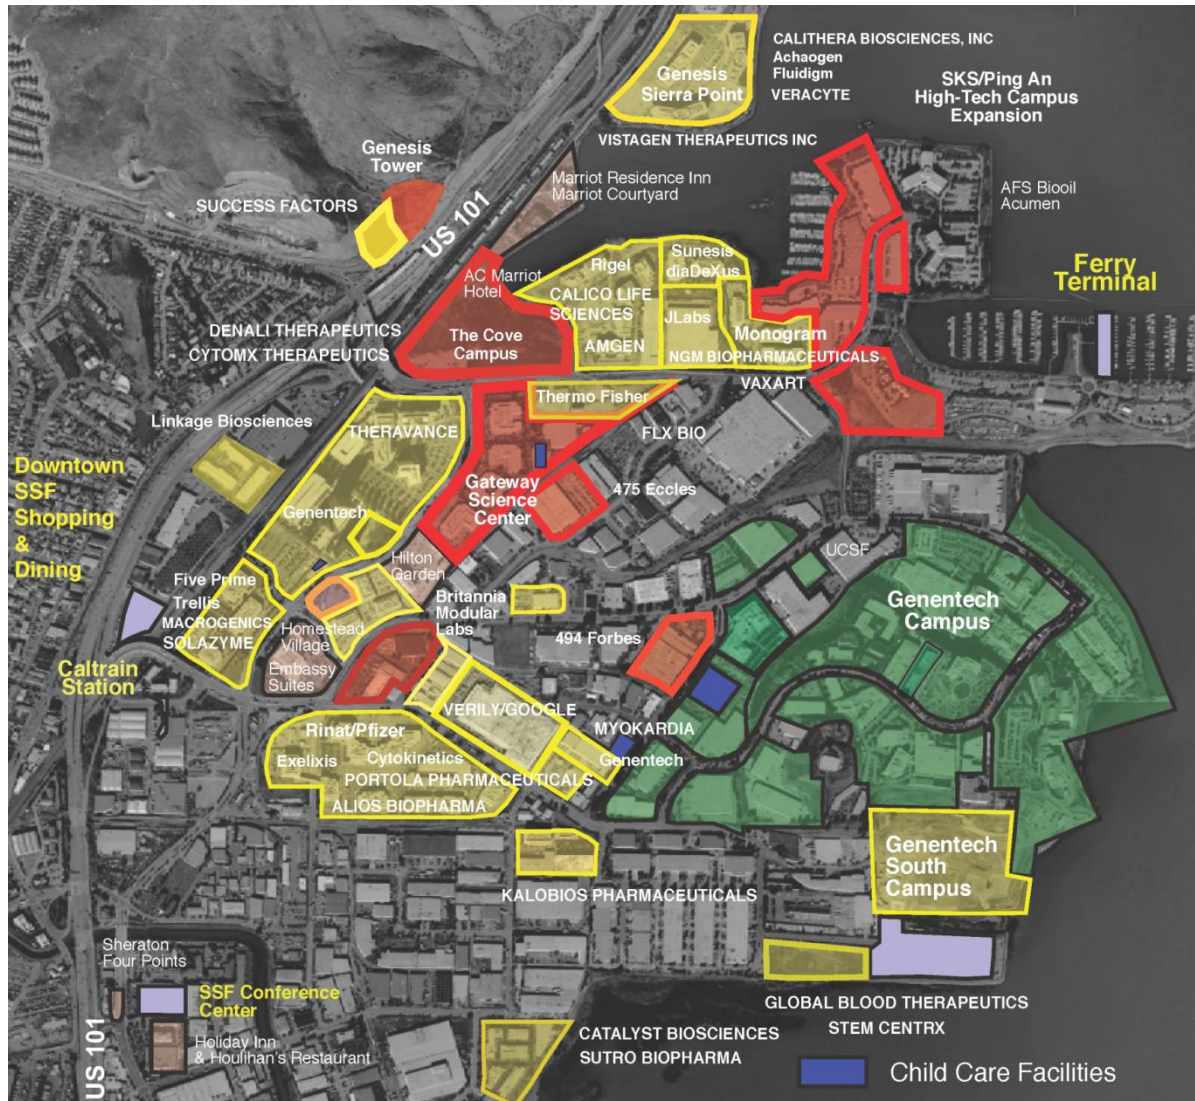 CALITHERA BIOSCIENCES, INC
Achaogen
Fluidigm
VERACYTE
Genesis
Sierra Point
SKS/Ping An
High-Tech Campus
Expansion
VISTAGEN THERAPEUTICS INC
Genesis
Tower
Marriot Residence Inn
Marriot Courtyard
SUCCESS FACTORS
US 101
AFS Biooil
Acumen
AC Marriot
Hotel
Rigel
Sunesis
diaDeXus
Ferry
Terminal
CALICO LIFE
SCIENCES
JLabs
DENALI THERAPEUTICS
CYTOMX THERAPEUTICS
The Cove
Campus
AMGEN
Monogram
NGM BIOPHARMACEUTICALS
VAXART
Thermo Fisher
Linkage Biosciences
THERAVANCE
FLX BIO
Downtown
SSF
Shopping
&
Dining
Gateway
Science
Center
475 Eccles
Genentech
Hilton
Garden
UCSF
Five Prime
Trellis
MACROGENICS
SOLAZYME
Britannia
Modular
Labs
Genentech
Campus
Homestead
Village
494 Forbes
Embassy
Suites
Caltrain
Station
VERILY/GOOGLE
MYOKARDIA
Rinat/Pfizer
Exelixis
Cytokinetics
Genentech
PORTOLA PHARMACEUTICALS
ALIOS BIOPHARMA
Genentech
South
Campus
KALOBIOS PHARMACEUTICALS
Sheraton
Four Points
SSF Conference
Center
GLOBAL BLOOD THERAPEUTICS
STEM CENTRX
US 101
Holiday Inn
& Houlihan's Restaurant
CATALYST BIOSCIENCES
SUTRO BIOPHARMA
Child Care Facilities